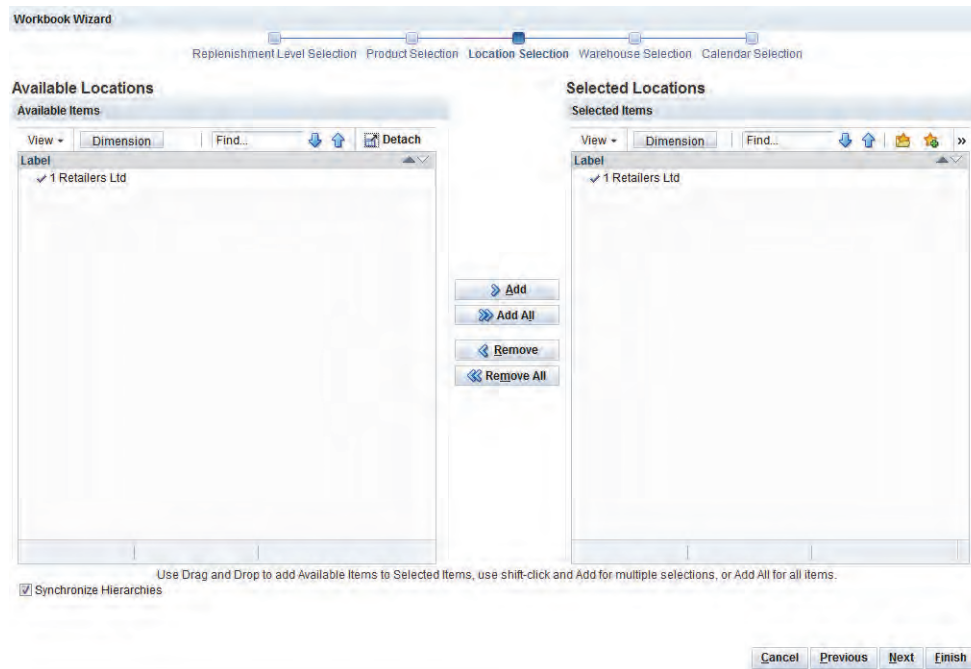 Workbook Wizard
Replenishment Level Selection Product Selection Location Selection Warehouse Selection Calendar Selection
Available Locations
Available Items
View Dimension Find... Detach
Label
1 Retailers Ltd
Selected Locations
Selected Items
View Dimension Find... »
Label
1 Retailers Ltd
Add
Add All
Remove
Remove All
Use Drag and Drop to add Available Items to Selected Items, use shift-click and Add for multiple selections, or Add All for all items.
Synchronize Hierarchies
Cancel Previous Next Finish